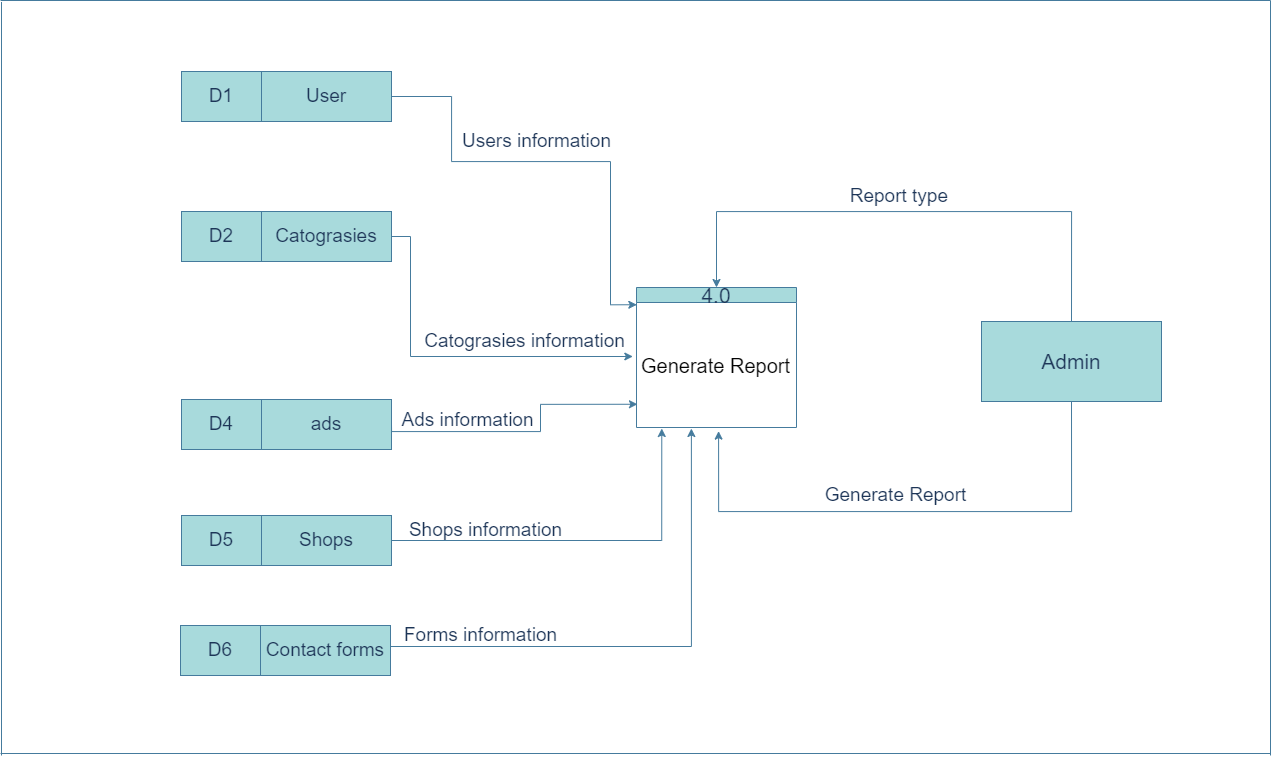 D1 User
Users information
Report type
D2 Catograsies
4.0
Catograsies information
Generate Report
Admin
D4 ads
Ads information
Generate Report
D5 Shops
Shops information
D6 Contact forms
Forms information